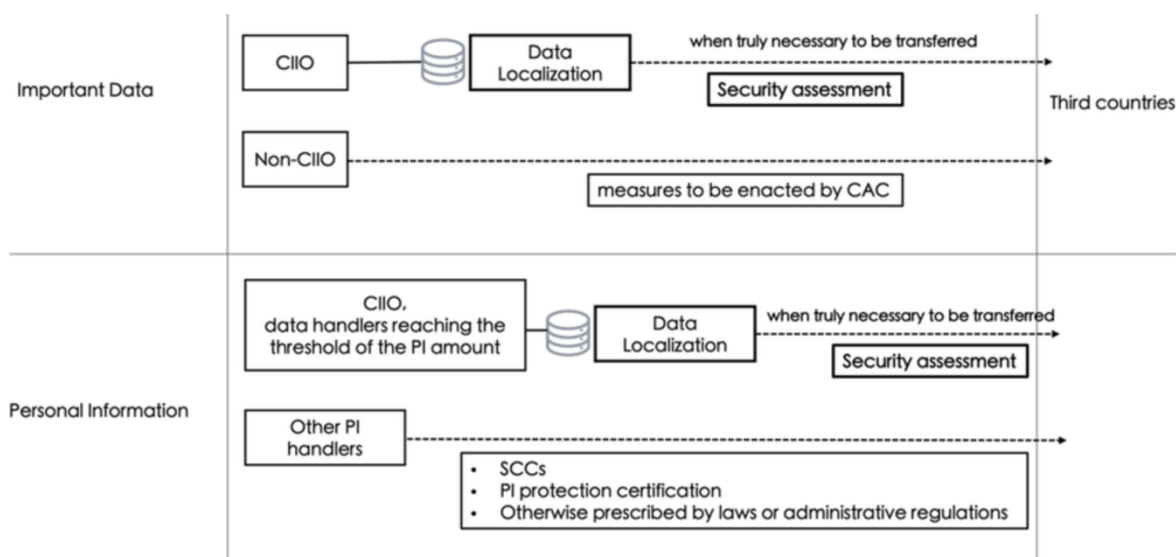 Important Data
CIIO
Data
Localization
when truly necessary to be transferred
Security assessment
Third countries
Non-CIIO
measures to be enacted by CAC
Personal Information
CIIO,
data handlers reaching the
threshold of the PI amount
Data
Localization
when truly necessary to be transferred
Security assessment
Other PI
handlers
• SCCs
• PI protection certification
• Otherwise prescribed by laws or administrative regulations